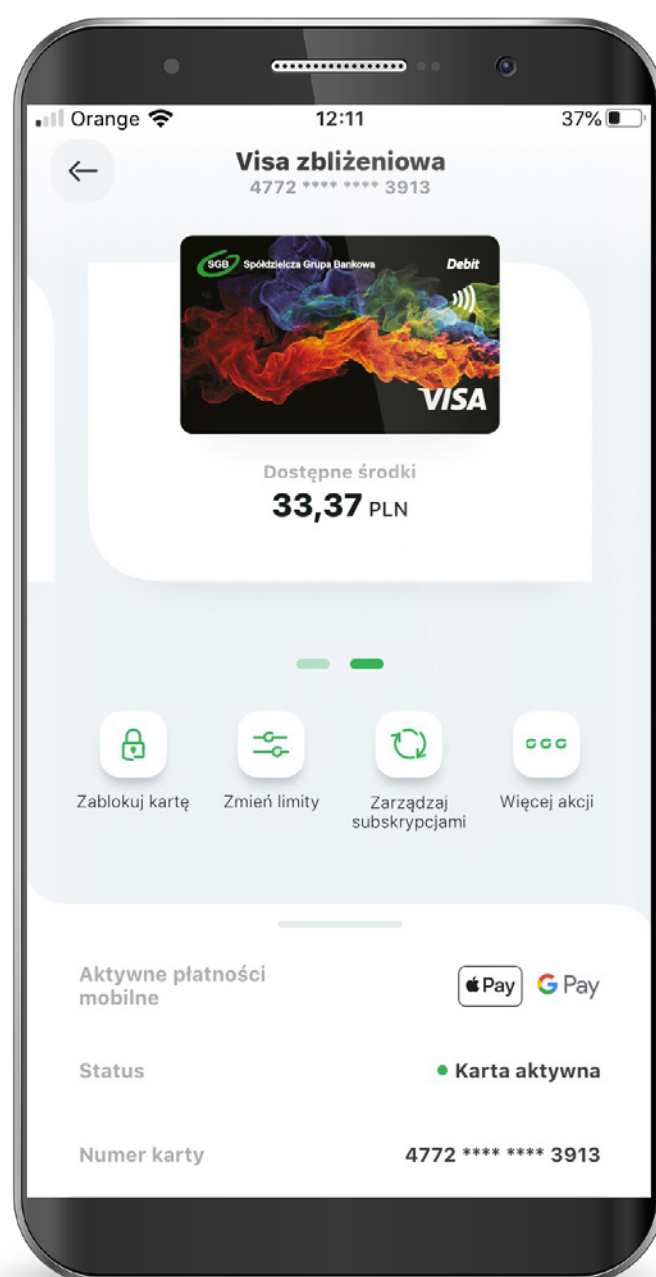 Orange 12:11 37%
Visa zbliżeniowa
4772 **** **** 3913
SGB Spółdzielcza Grupa Bankowa Debit
VISA
Dostępne środki
33,37 PLN
Zablokuj kartę Zmień limity Zarządzaj subskrypcjami Więcej akcji
Aktywne płatności
mobilne
Pay G Pay
Status Karta aktywna
Numer karty 4772 **** **** 3913